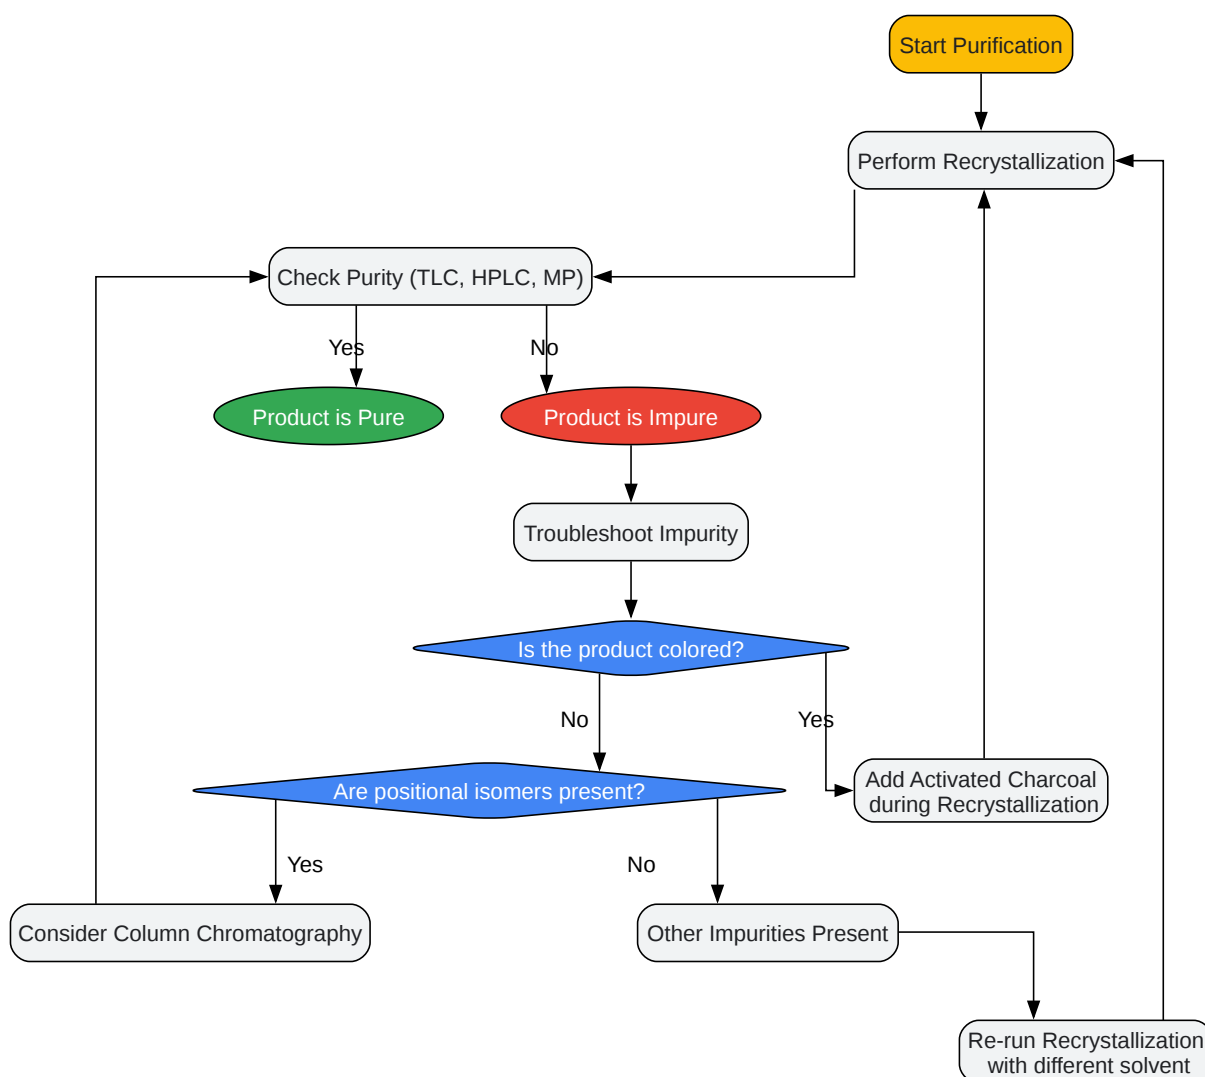 Start Purification
Perform Recrystallization
Check Purity (TLC, HPLC, MP)
Yes
No
Product is Pure
Product is Impure
Troubleshoot Impurity
Is the product colored?
No
Yes
Are positional isomers present?
Add Activated Charcoal
during Recrystallization
Yes
No
Consider Column Chromatography
Other Impurities Present
Re-run Recrystallization
with different solvent